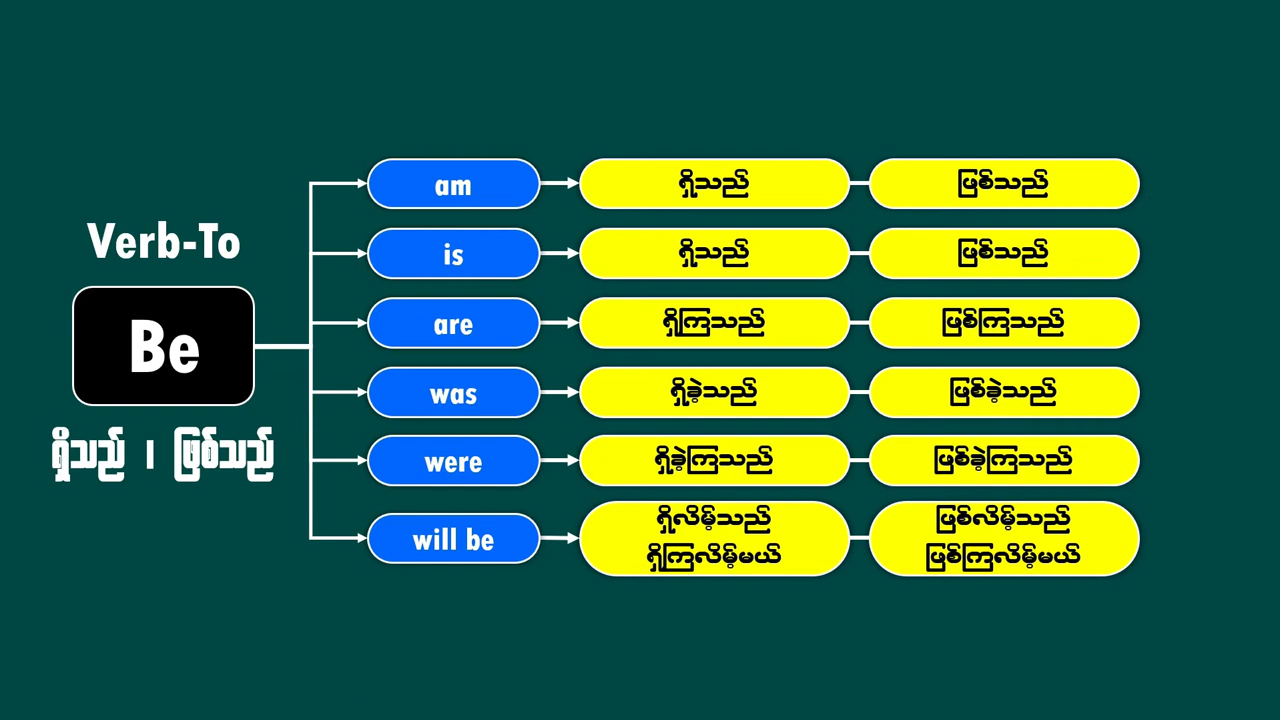 Verb-To
Be
ရှိသည် ၊ ဖြစ်သည်
am
ရှိသည်
ဖြစ်သည်
is
ရှိသည်
ဖြစ်သည်
are
ရှိကြသည်
ဖြစ်ကြသည်
was
ရှိခဲ့သည်
ဖြစ်ခဲ့သည်
were
ရှိခဲ့ကြသည်
ဖြစ်ခဲ့ကြသည်
will be
ရှိလိမ့်သည်
ရှိကြလိမ့်မယ်
ဖြစ်လိမ့်သည်
ဖြစ်ကြလိမ့်မယ်